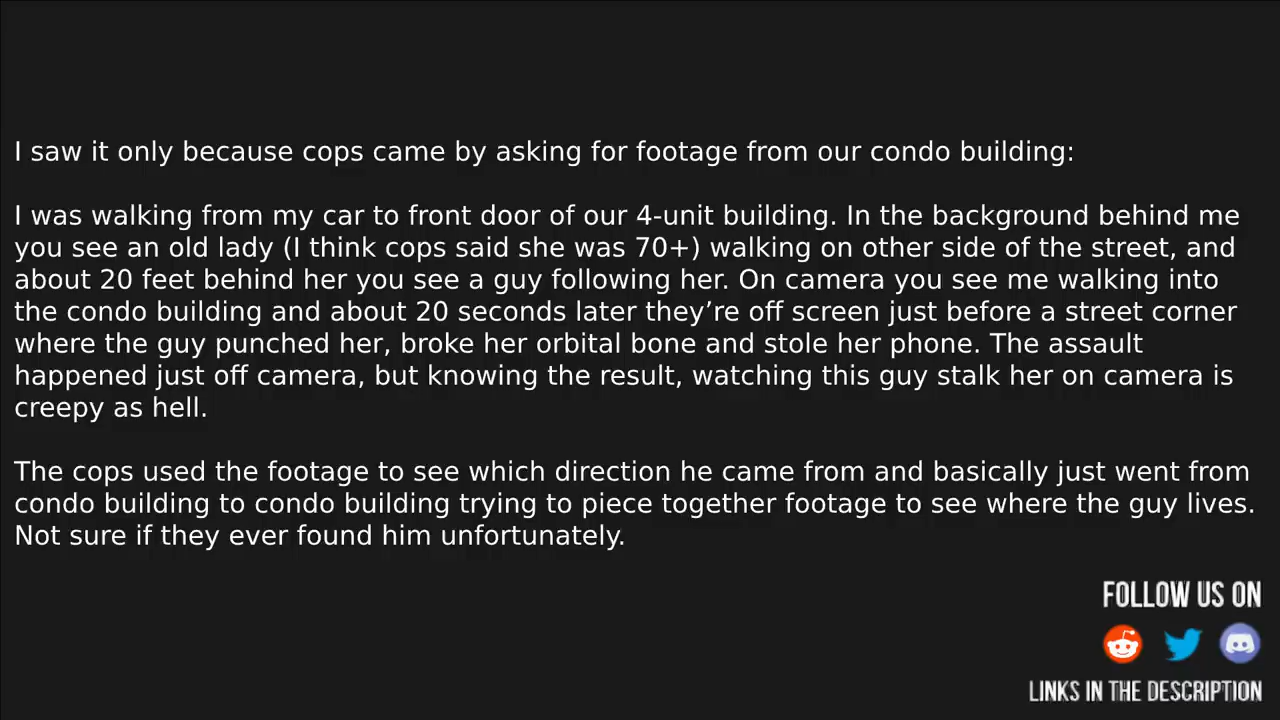 I saw it only because cops came by asking for footage from our condo building:
I was walking from my car to front door of our 4-unit building. In the background behind me
you see an old lady (I think cops said she was 70+) walking on other side of the street, and
about 20 feet behind her you see a guy following her. On camera you see me walking into
the condo building and about 20 seconds later they’re off screen just before a street corner
where the guy punched her, broke her orbital bone and stole her phone. The assault
happened just off camera, but knowing the result, watching this guy stalk her on camera is
creepy as hell.
The cops used the footage to see which direction he came from and basically just went from
condo building to condo building trying to piece together footage to see where the guy lives.
Not sure if they ever found him unfortunately.
FOLLOW US ON
LINKS IN THE DESCRIPTION